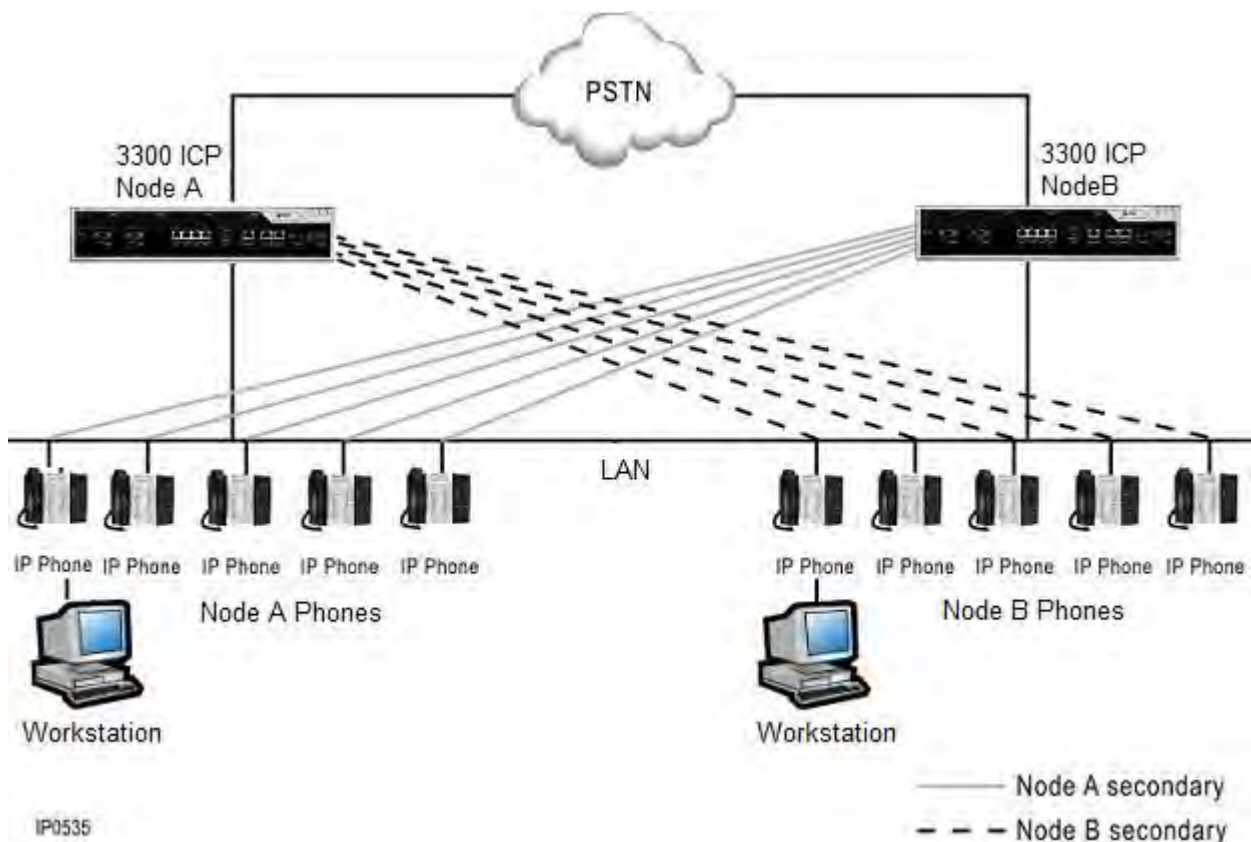 PSTN
3300 ICP
Node A
3300 ICP
NodeB
LAN
IP Phone
IP Phone
IP Phone
IP Phone
IP Phone
IP Phone
IP Phone
IP Phone
IP Phone
IP Phone
Node A Phones
Node B Phones
Workstation
Workstation
Node A secondary
Node B secondary
IP0535